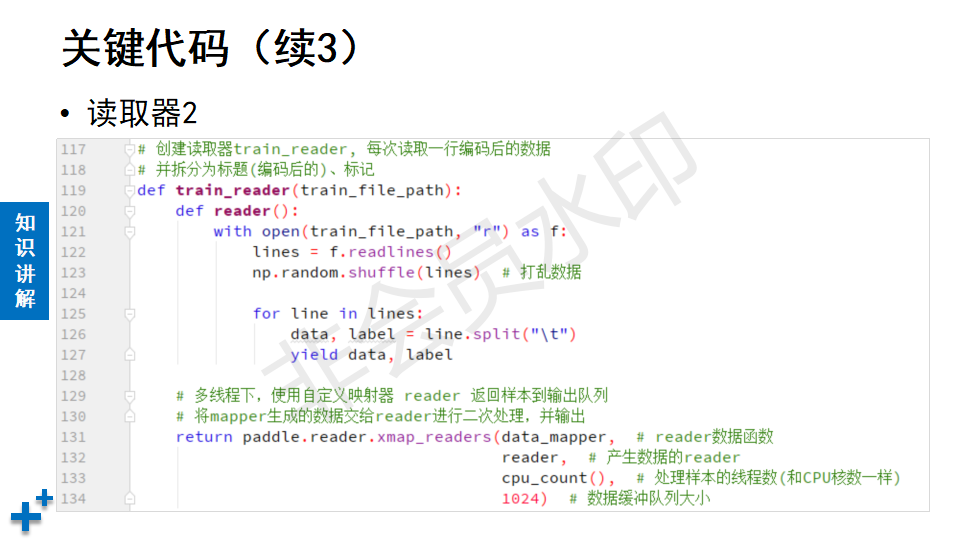 关键代码（续3）
• 读取器2
知识讲解
117 # 创建读取器train_reader, 每次读取一行编码后的数据
118 # 并拆分为标题(编码后的)、标记
119 def train_reader(train_file_path):
120     def reader():
121         with open(train_file_path, "r") as f:
122             lines = f.readlines()
123             np.random.shuffle(lines)  # 打乱数据
124
125             for line in lines:
126                 data, label = line.split("\t")
127                 yield data, label
128
129     # 多线程下，使用自定义映射器 reader 返回样本到输出队列
130     # 将mapper生成的数据交给reader进行二次处理，并输出
131     return paddle.reader.xmap_readers(data_mapper,  # reader数据函数
132                                       reader,  # 产生数据的reader
133                                       cpu_count(),  # 处理样本的线程数(和CPU核数一样)
134                                       1024)  # 数据缓冲队列大小
非会员水印